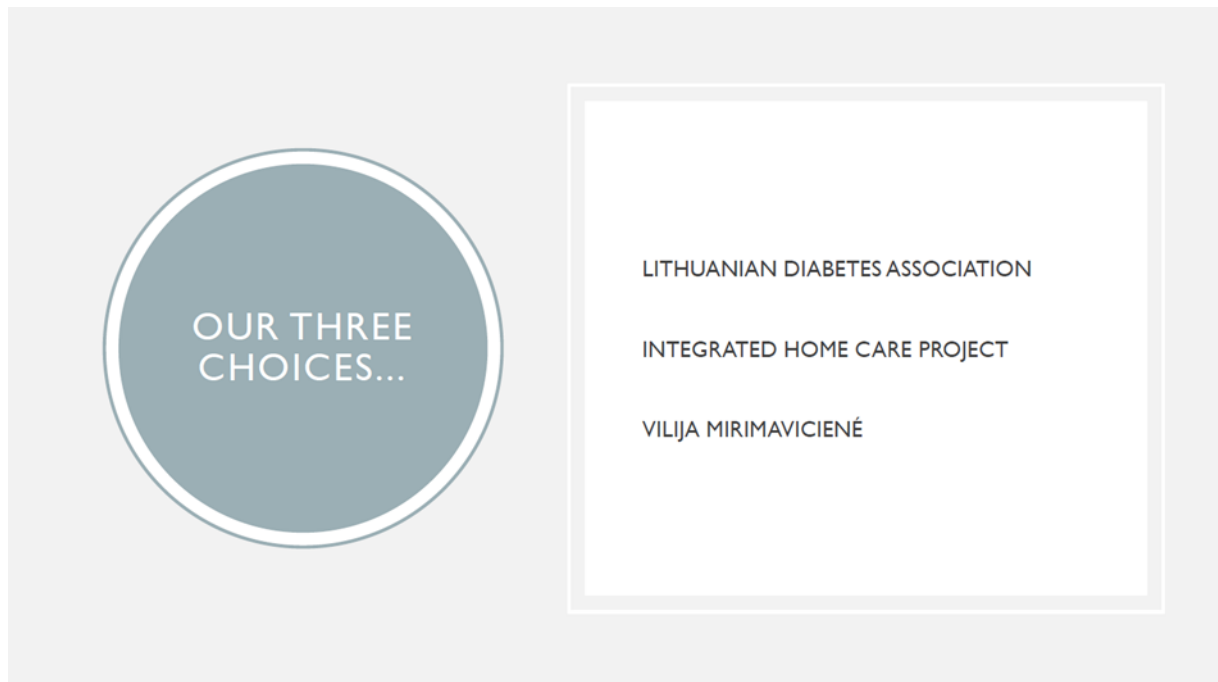 OUR THREE
CHOICES...
LITHUANIAN DIABETES ASSOCIATION
INTEGRATED HOME CARE PROJECT
VILIJA MIRIMAVICIENÉ